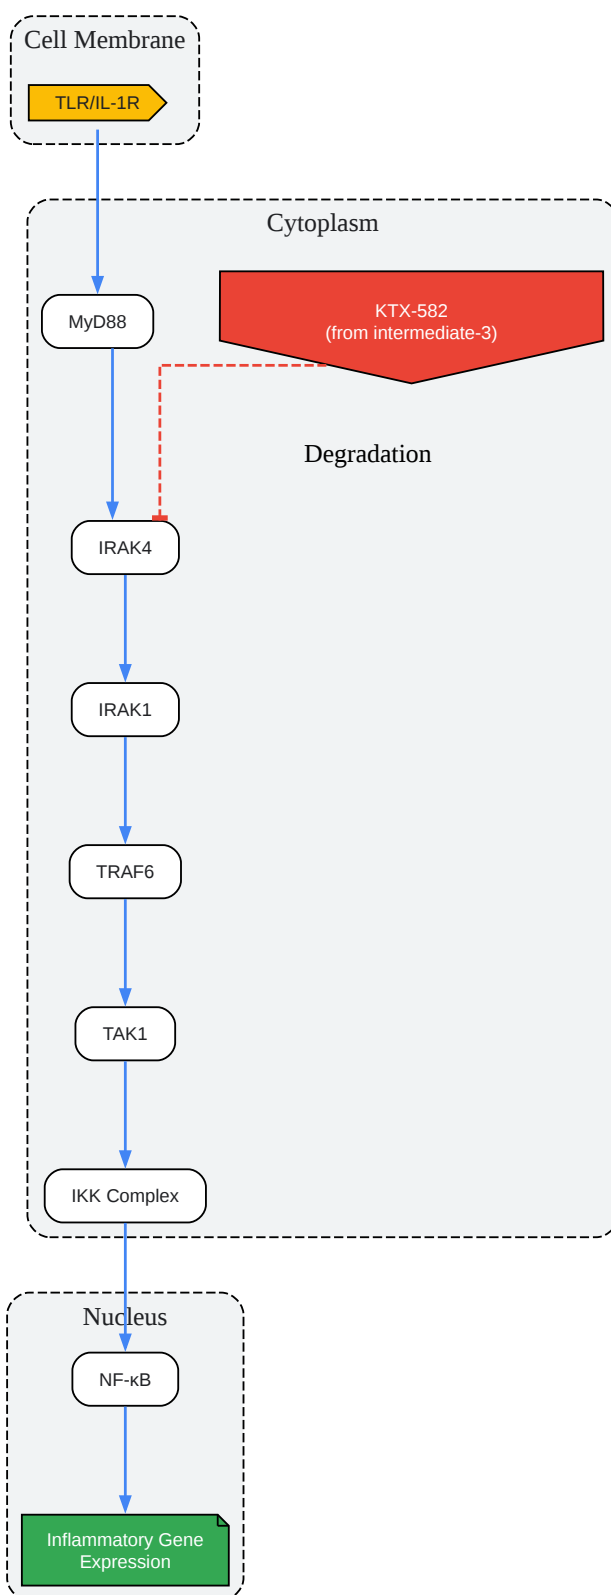 Cell Membrane
TLR/IL-1R
Cytoplasm
KTX-582
(from intermediate-3)
MyD88
Degradation
IRAK4
IRAK1
TRAF6
TAK1
IKK Complex
Nucleus
NF-κB
Inflammatory Gene
Expression